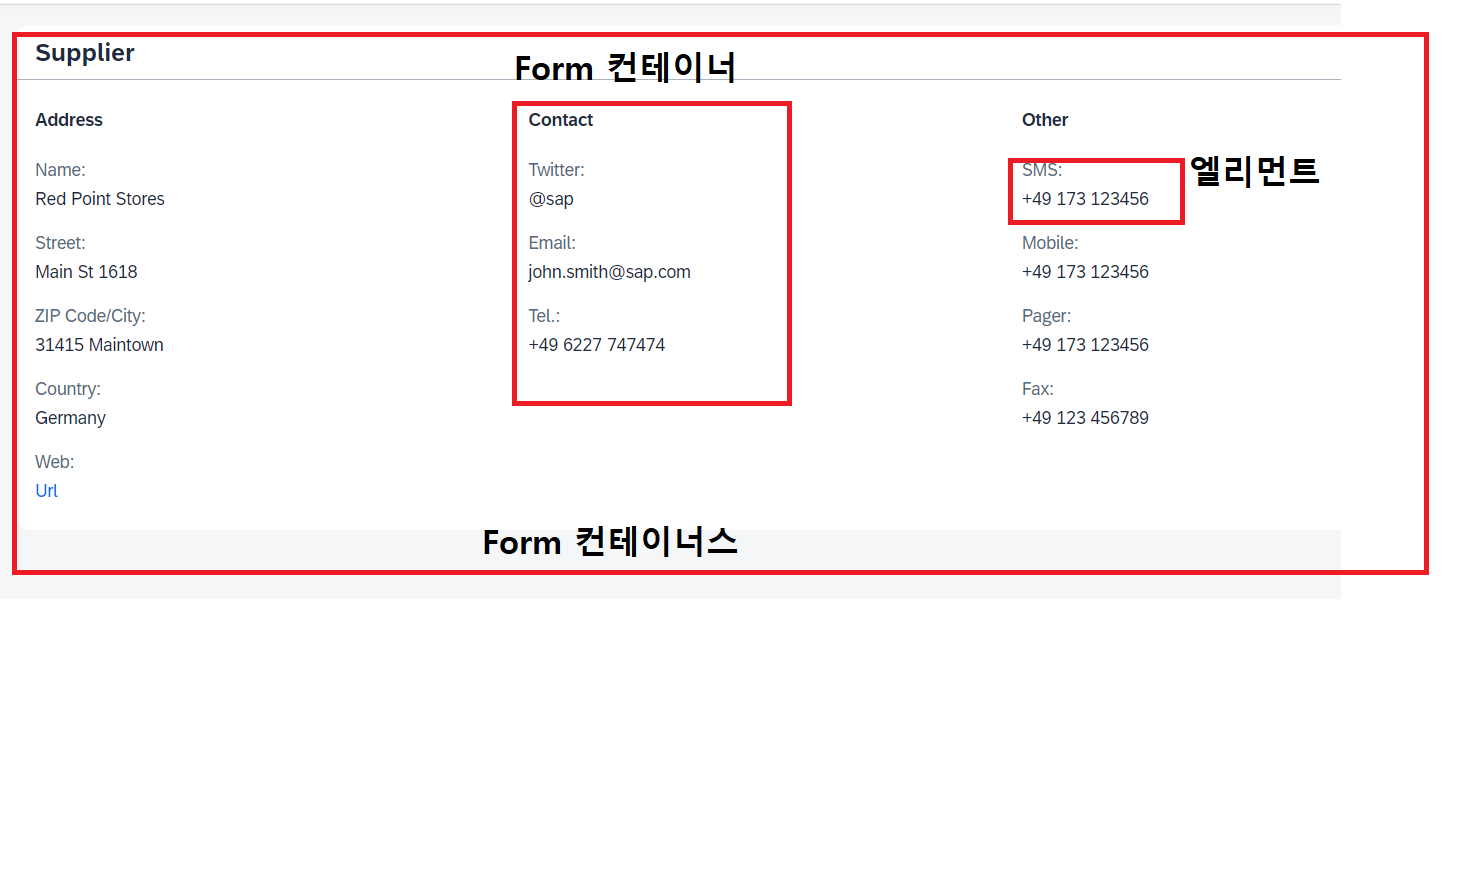 Supplier
Form 컨테이너
Address
Name:
Red Point Stores
Street:
Main St 1618
ZIP Code/City:
31415 Maintown
Country:
Germany
Web:
Url
Contact
Twitter:
@sap
Email:
john.smith@sap.com
Tel.:
+49 6227 747474
Other
SMS:
+49 173 123456
엘리먼트
Mobile:
+49 173 123456
Pager:
+49 173 123456
Fax:
+49 123 456789
Form 컨테이너스